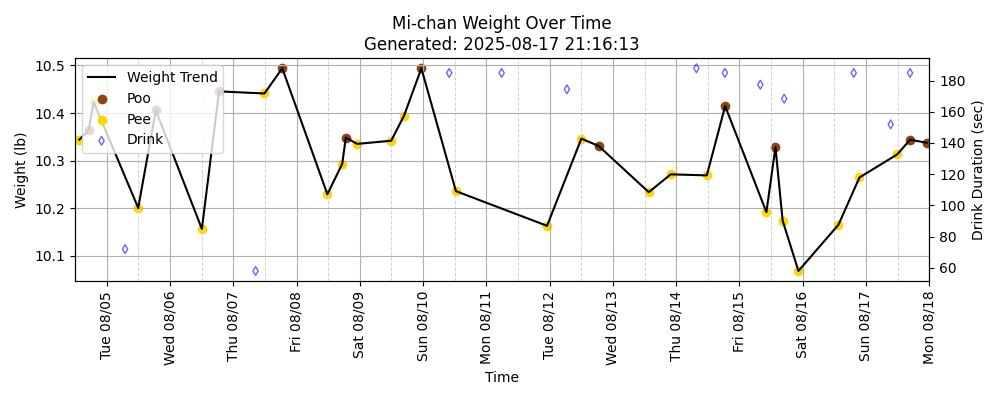 Mi-chan Weight Over Time
Generated: 2025-08-17 21:16:13
Weight (lb)
10.5
10.4
10.3
10.2
10.1
Weight Trend
Poo
Pee
Drink
180
160
140
120
100
80
60
Drink Duration (sec)
Tue 08/05
Wed 08/06
Thu 08/07
Fri 08/08
Sat 08/09
Sun 08/10
Mon 08/11
Tue 08/12
Wed 08/13
Thu 08/14
Fri 08/15
Sat 08/16
Sun 08/17
Mon 08/18
Time